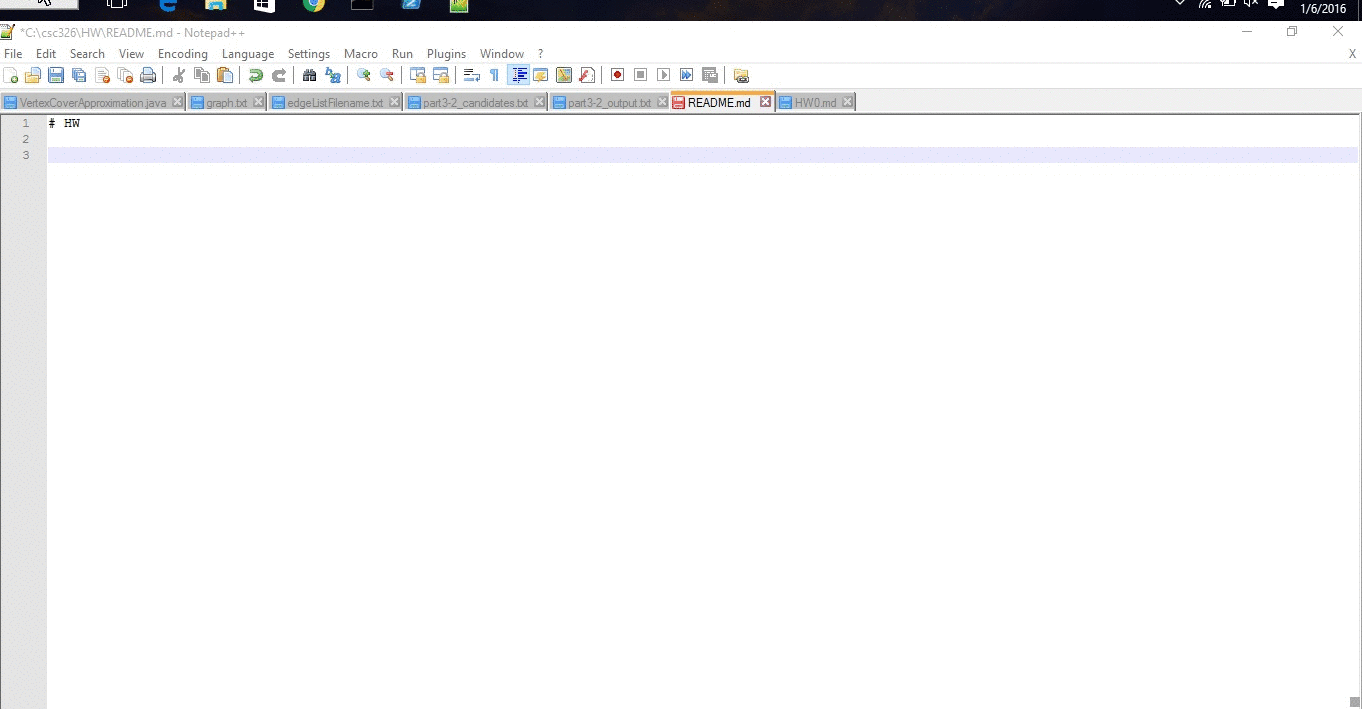 1/6/2016
*C:\csc326\HW\README.md - Notepad++
File Edit Search View Encoding Language Settings Macro Run Plugins Window ? X
VertexCoverApproximation.java graph.txt edgeListFilename.txt part3-2_candidates.txt part3-2_output.txt README.md HW0.md
1 # HW
2
3